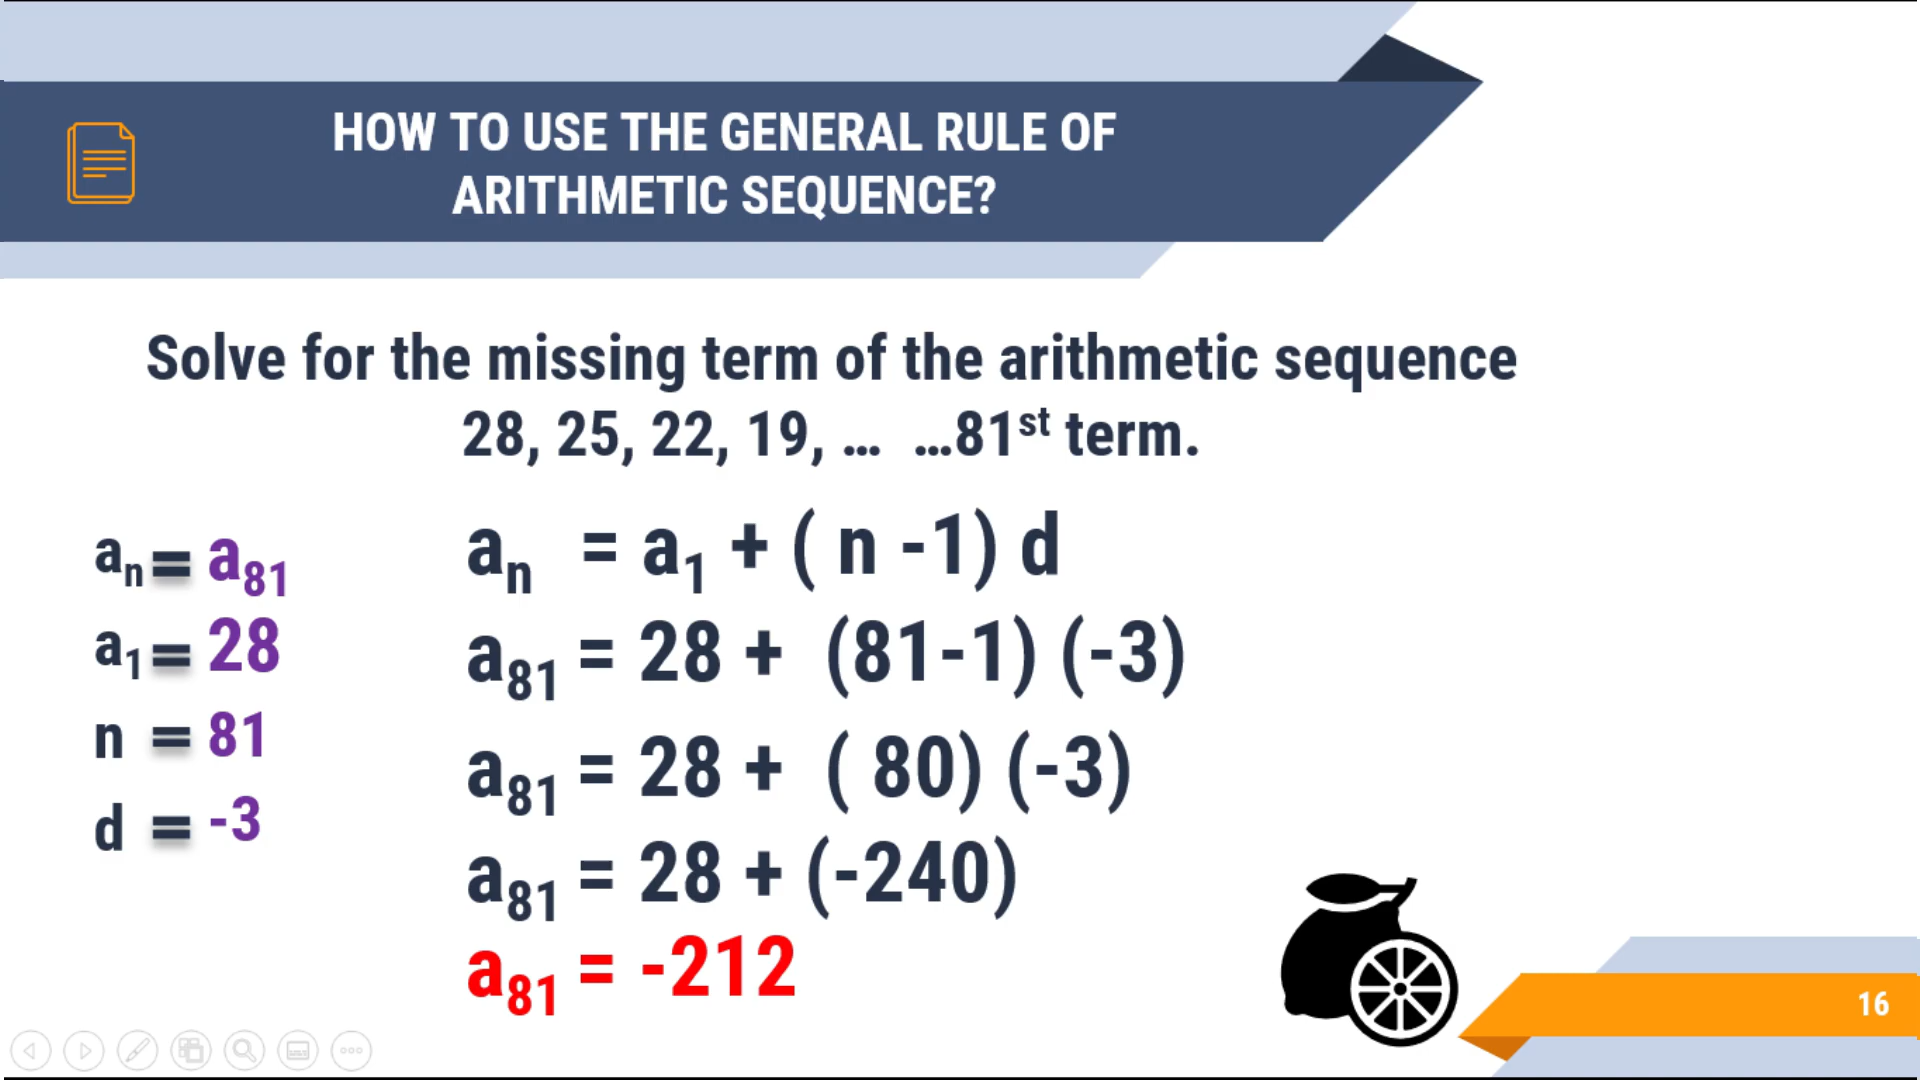 HOW TO USE THE GENERAL RULE OF
ARITHMETIC SEQUENCE?
Solve for the missing term of the arithmetic sequence
28, 25, 22, 19, … …81st term.
an = a81
a1 = 28
n = 81
d = -3
an = a1 + ( n -1) d
a81 = 28 + (81-1) (-3)
a81 = 28 + ( 80) (-3)
a81 = 28 + (-240)
a81 = -212
16